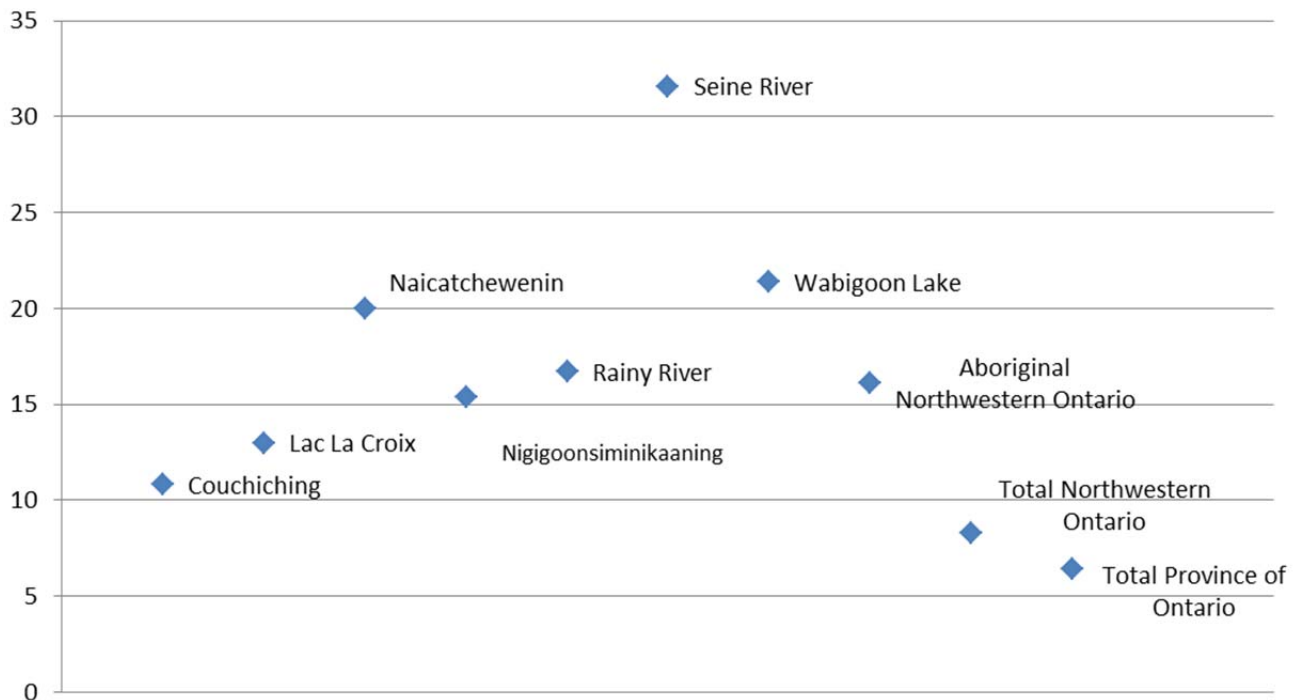 35
30
25
20
15
10
5
0
Seine River
Naicatchewenin
Wabigoon Lake
Rairy River
Aboriginal
Northwestern Ontario
Lac La Croix
Nigigoonsiminikaaning
Couchiching
Total Northwestern
Ontario
Total Province of
Ontario